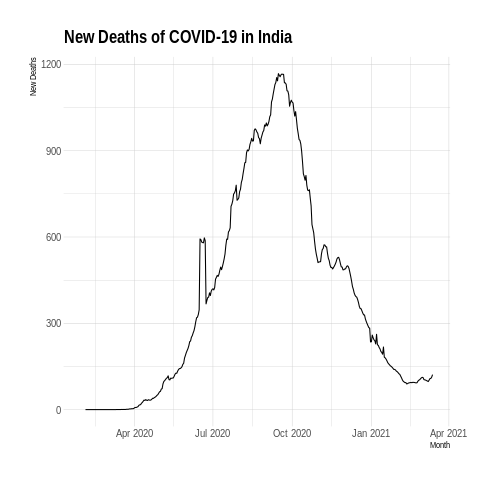 New Deaths of COVID-19 in India
New Deaths
1200
900
600
300
0
Apr 2020
Jul 2020
Oct 2020
Jan 2021
Apr 2021
Month